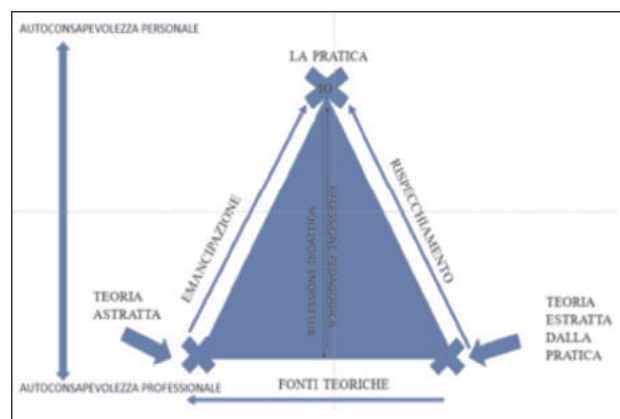 AUTOCONSAPEVOLEZZA PERSONALE
LA PRATICA
IO
EMANCIPAZIONE
RISPECCHIAMENTO
RIFLESSIONE DIDATTICA
RIFLESSIONE PEDAGOGICA
TEORIA
ASTRATTA
TEORIA
ESTRATTA
DALLA
PRATICA
AUTOCONSAPEVOLEZZA PROFESSIONALE
FONTI TEORICHE